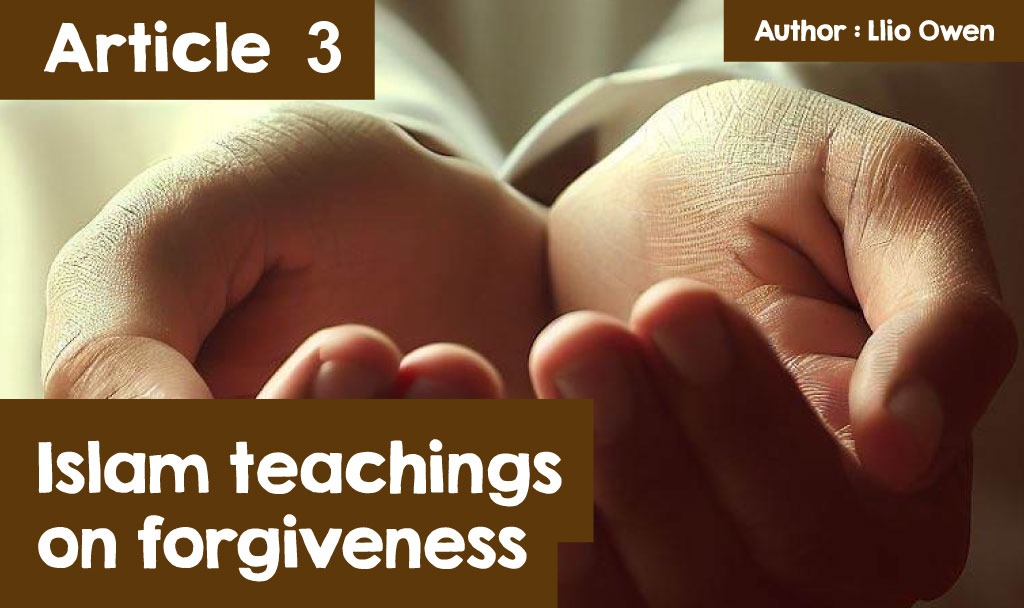 Article 3
Author : Llio Owen
Islam teachings
on forgiveness